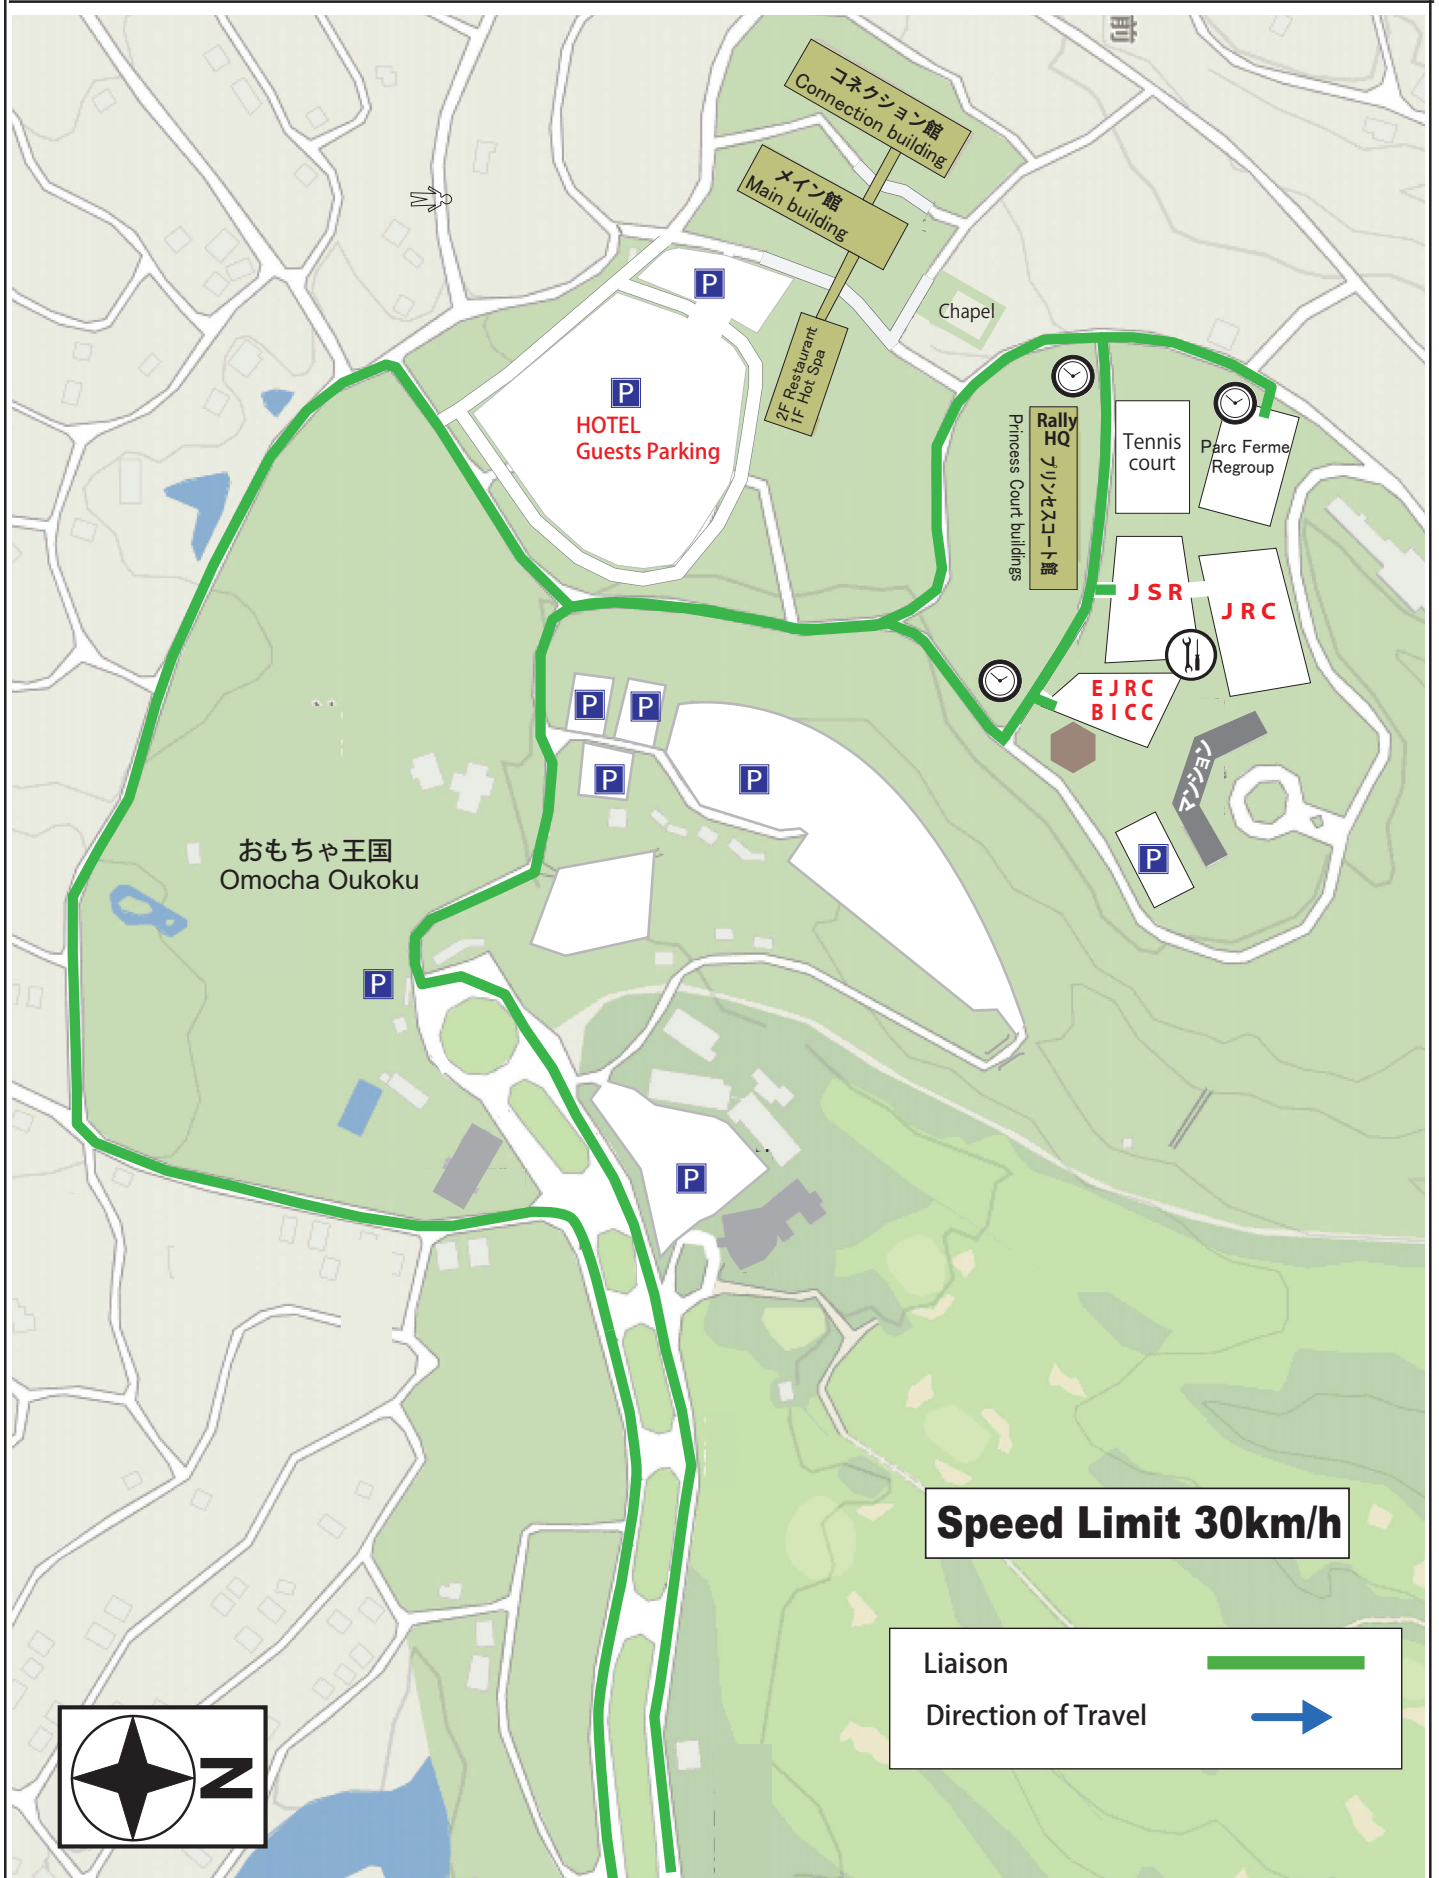 前
コネクション館
Connection building
メイン館
Main building
P
2F Restaurant
1F Hot Spa
Chapel
P
HOTEL
Guests Parking
Rally
HQ
プリンセスコート館
Princess Court buildings
Tennis
court
Parc Ferme
Regroup
JSR
JRC
EJRC
BICC
P
P
P
P
マンション
P
おもちゃ王国
Omocha Oukoku
P
P
Speed Limit 30km/h
Liaison
Direction of Travel
N